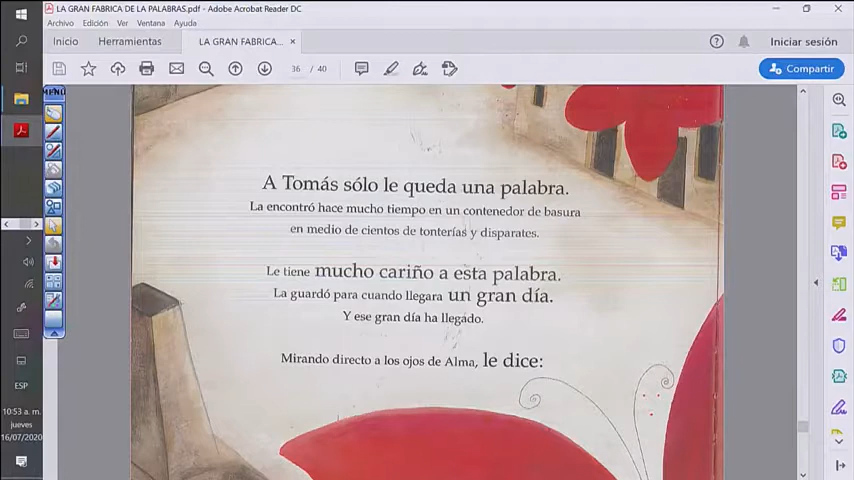 LA GRAN FABRICA DE LA PALABRAS.pdf - Adobe Acrobat Reader DC
Archivo Edición Ver Ventana Ayuda
Inicio Herramientas LA GRAN FABRICA... × Iniciar sesión
36 / 40 Compartir
MENÚ
A Tomás sólo le queda una palabra.
La encontró hace mucho tiempo en un contenedor de basura
en medio de cientos de tonterías y disparates.
Le tiene mucho cariño a esta palabra.
La guardó para cuando llegara un gran día.
Y ese gran día ha llegado.
Mirando directo a los ojos de Alma, le dice:
ESP
10:53 a. m.
jueves
16/07/2020